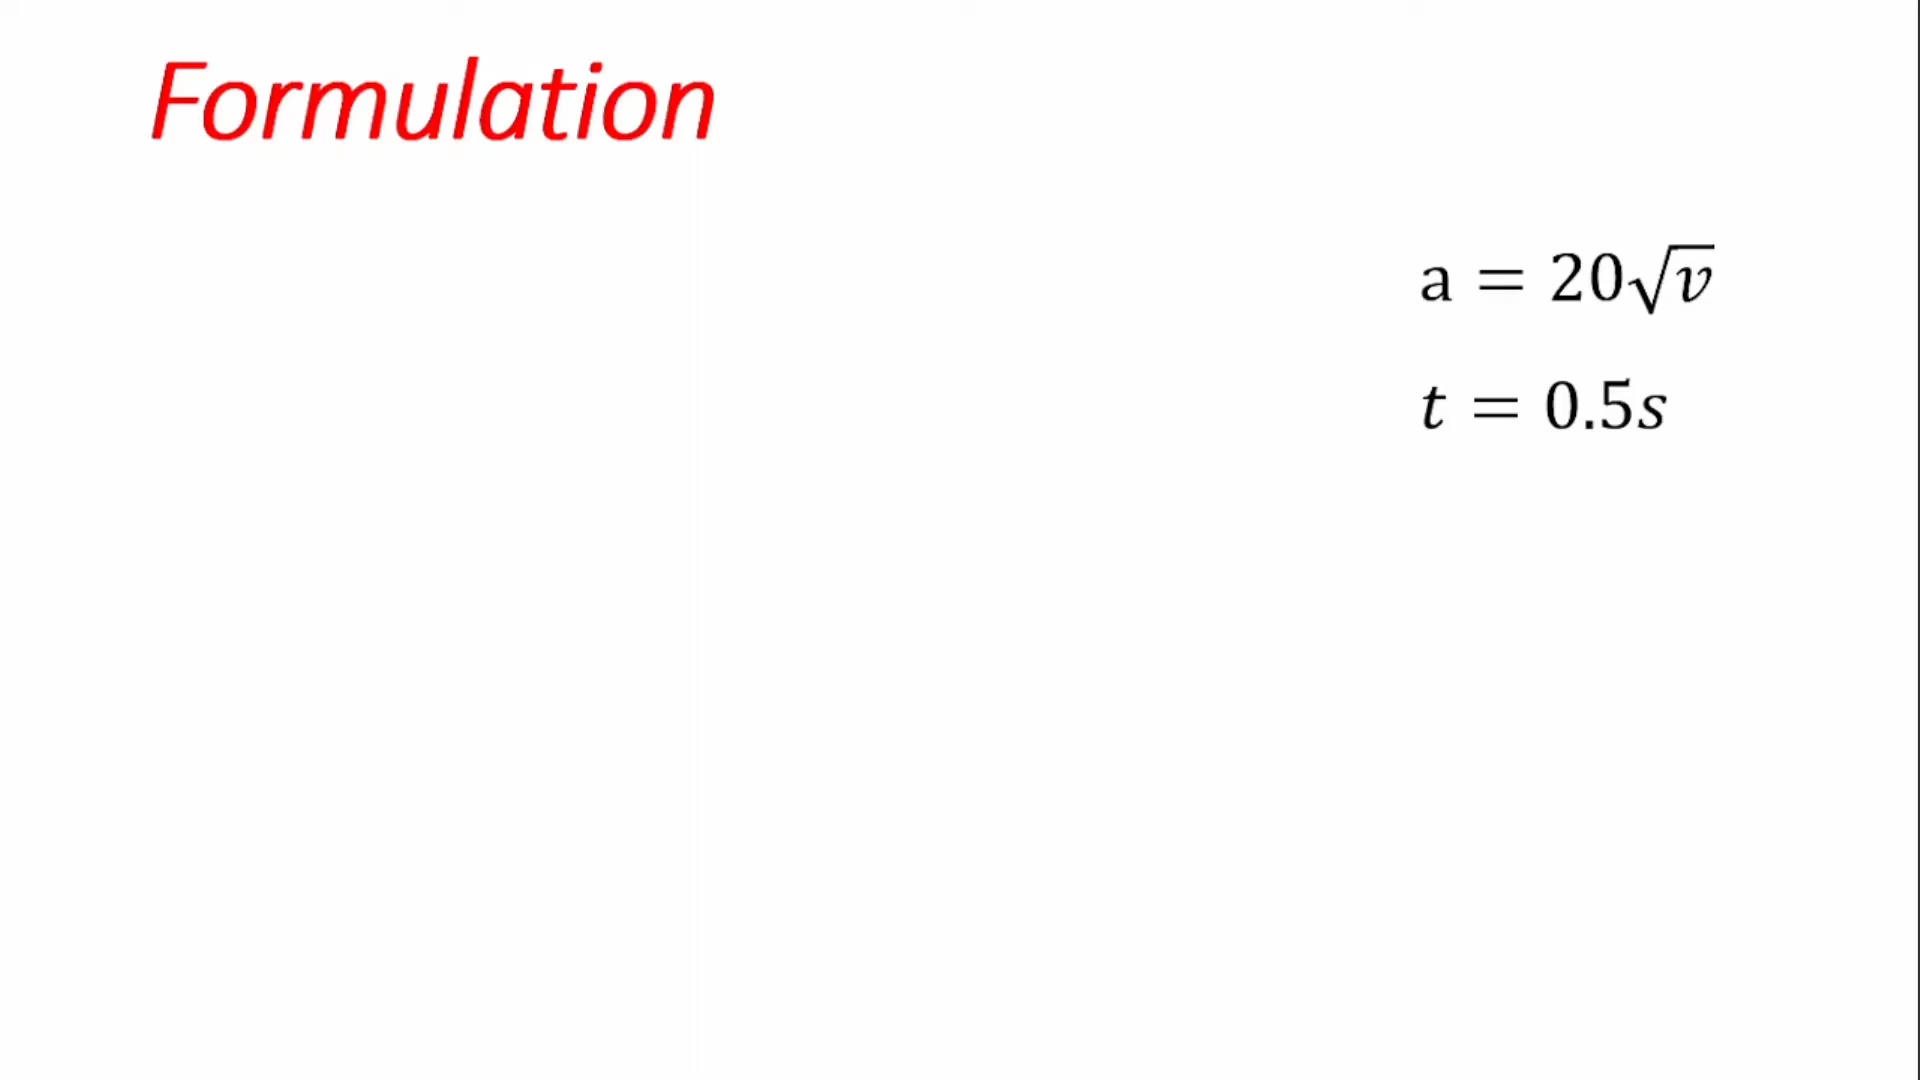 Formulation
a = 20√v
t = 0.5s